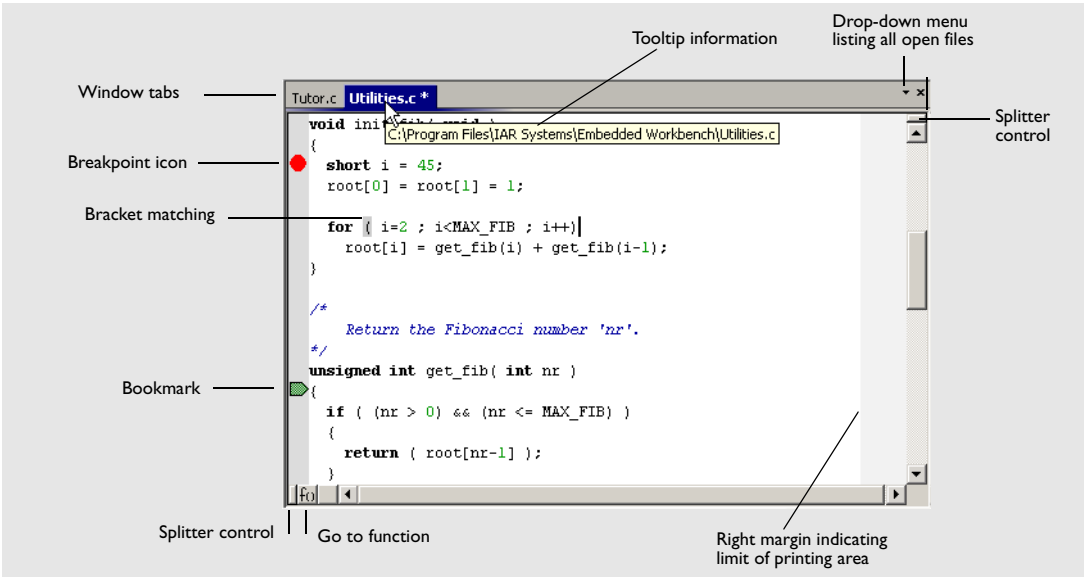 Drop-down menu
listing all open files
Tooltip information
Window tabs
Tutor.c Utilities.c *
Splitter
control
void init_fib( void )
C:\Program Files\IAR Systems\Embedded Workbench\Utilities.c
{
Breakpoint icon
short i = 45;
root[0] = root[1] = 1;
Bracket matching
for ( i=2 ; i<MAX_FIB ; i++)
root[i] = get_fib(i) + get_fib(i-1);
}
/*
Return the Fibonacci number 'nr'.
*/
unsigned int get_fib( int nr )
Bookmark
{
if ( (nr > 0) && (nr <= MAX_FIB) )
{
return ( root[nr-1] );
}
f()
Splitter control
Go to function
Right margin indicating
limit of printing area